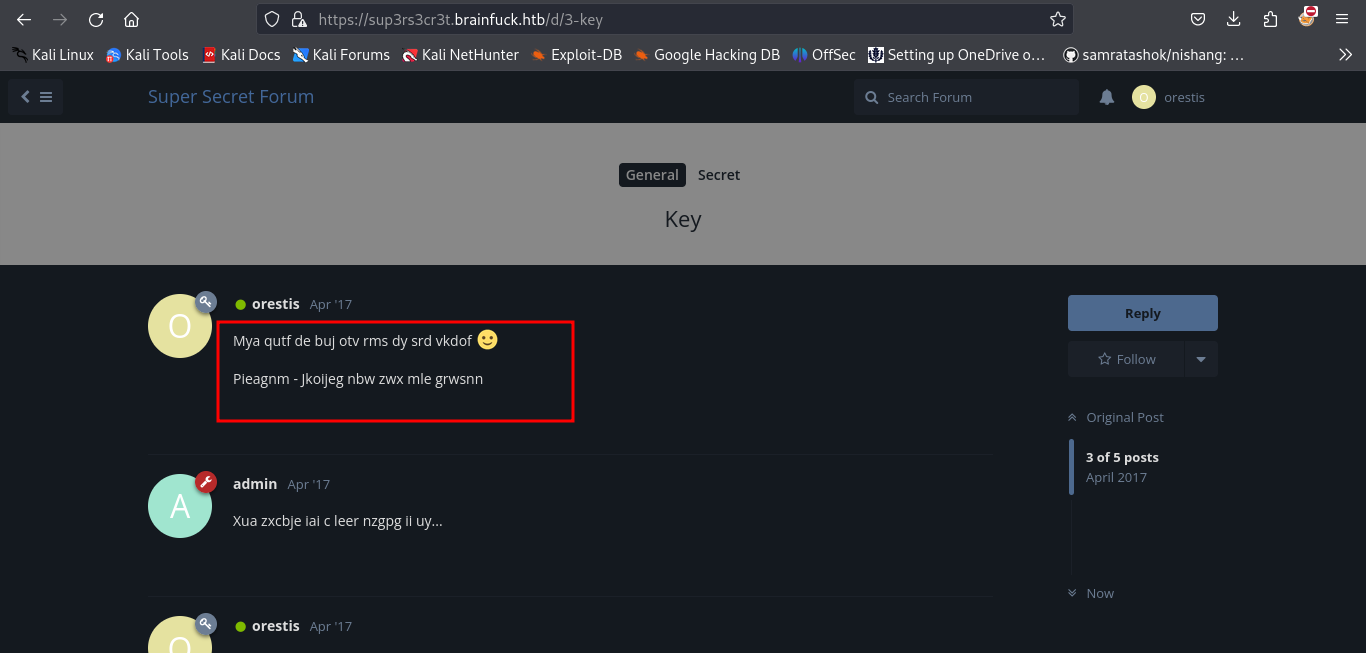 https://sup3rs3cr3t.brainfuck.htb/d/3-key
Kali Linux Kali Tools Kali Docs Kali Forums Kali NetHunter Exploit-DB Google Hacking DB OffSec Setting up OneDrive o… samratashok/nishang: …
Super Secret Forum Search Forum O orestis
General Secret
Key
O orestis Apr '17
Mya qutf de buj otv rms dy srd vkdof
Pieagnm - Jkoijeg nbw zwx mle grwsnn
Reply
Follow
Original Post
3 of 5 posts
April 2017
A admin Apr '17
Xua zxcbje iai c leer nzgpg ii uy...
Now
O orestis Apr '17